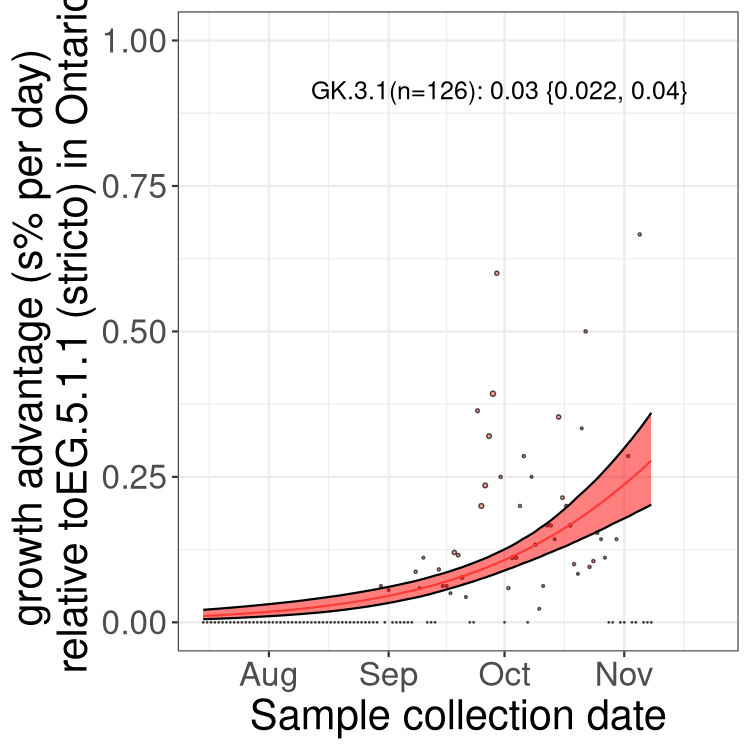 growth advantage (s% per day)
relative toEG.5.1.1 (stricto) in Ontario
1.00
0.75
0.50
0.25
0.00
GK.3.1(n=126): 0.03 {0.022, 0.04}
Aug Sep Oct Nov
Sample collection date